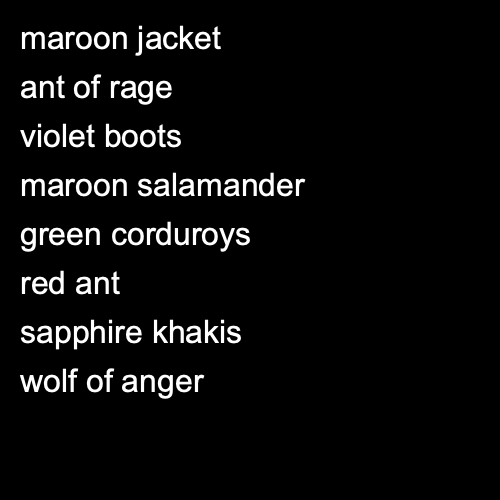 maroon jacket
ant of rage
violet boots
maroon salamander
green corduroys
red ant
sapphire khakis
wolf of anger